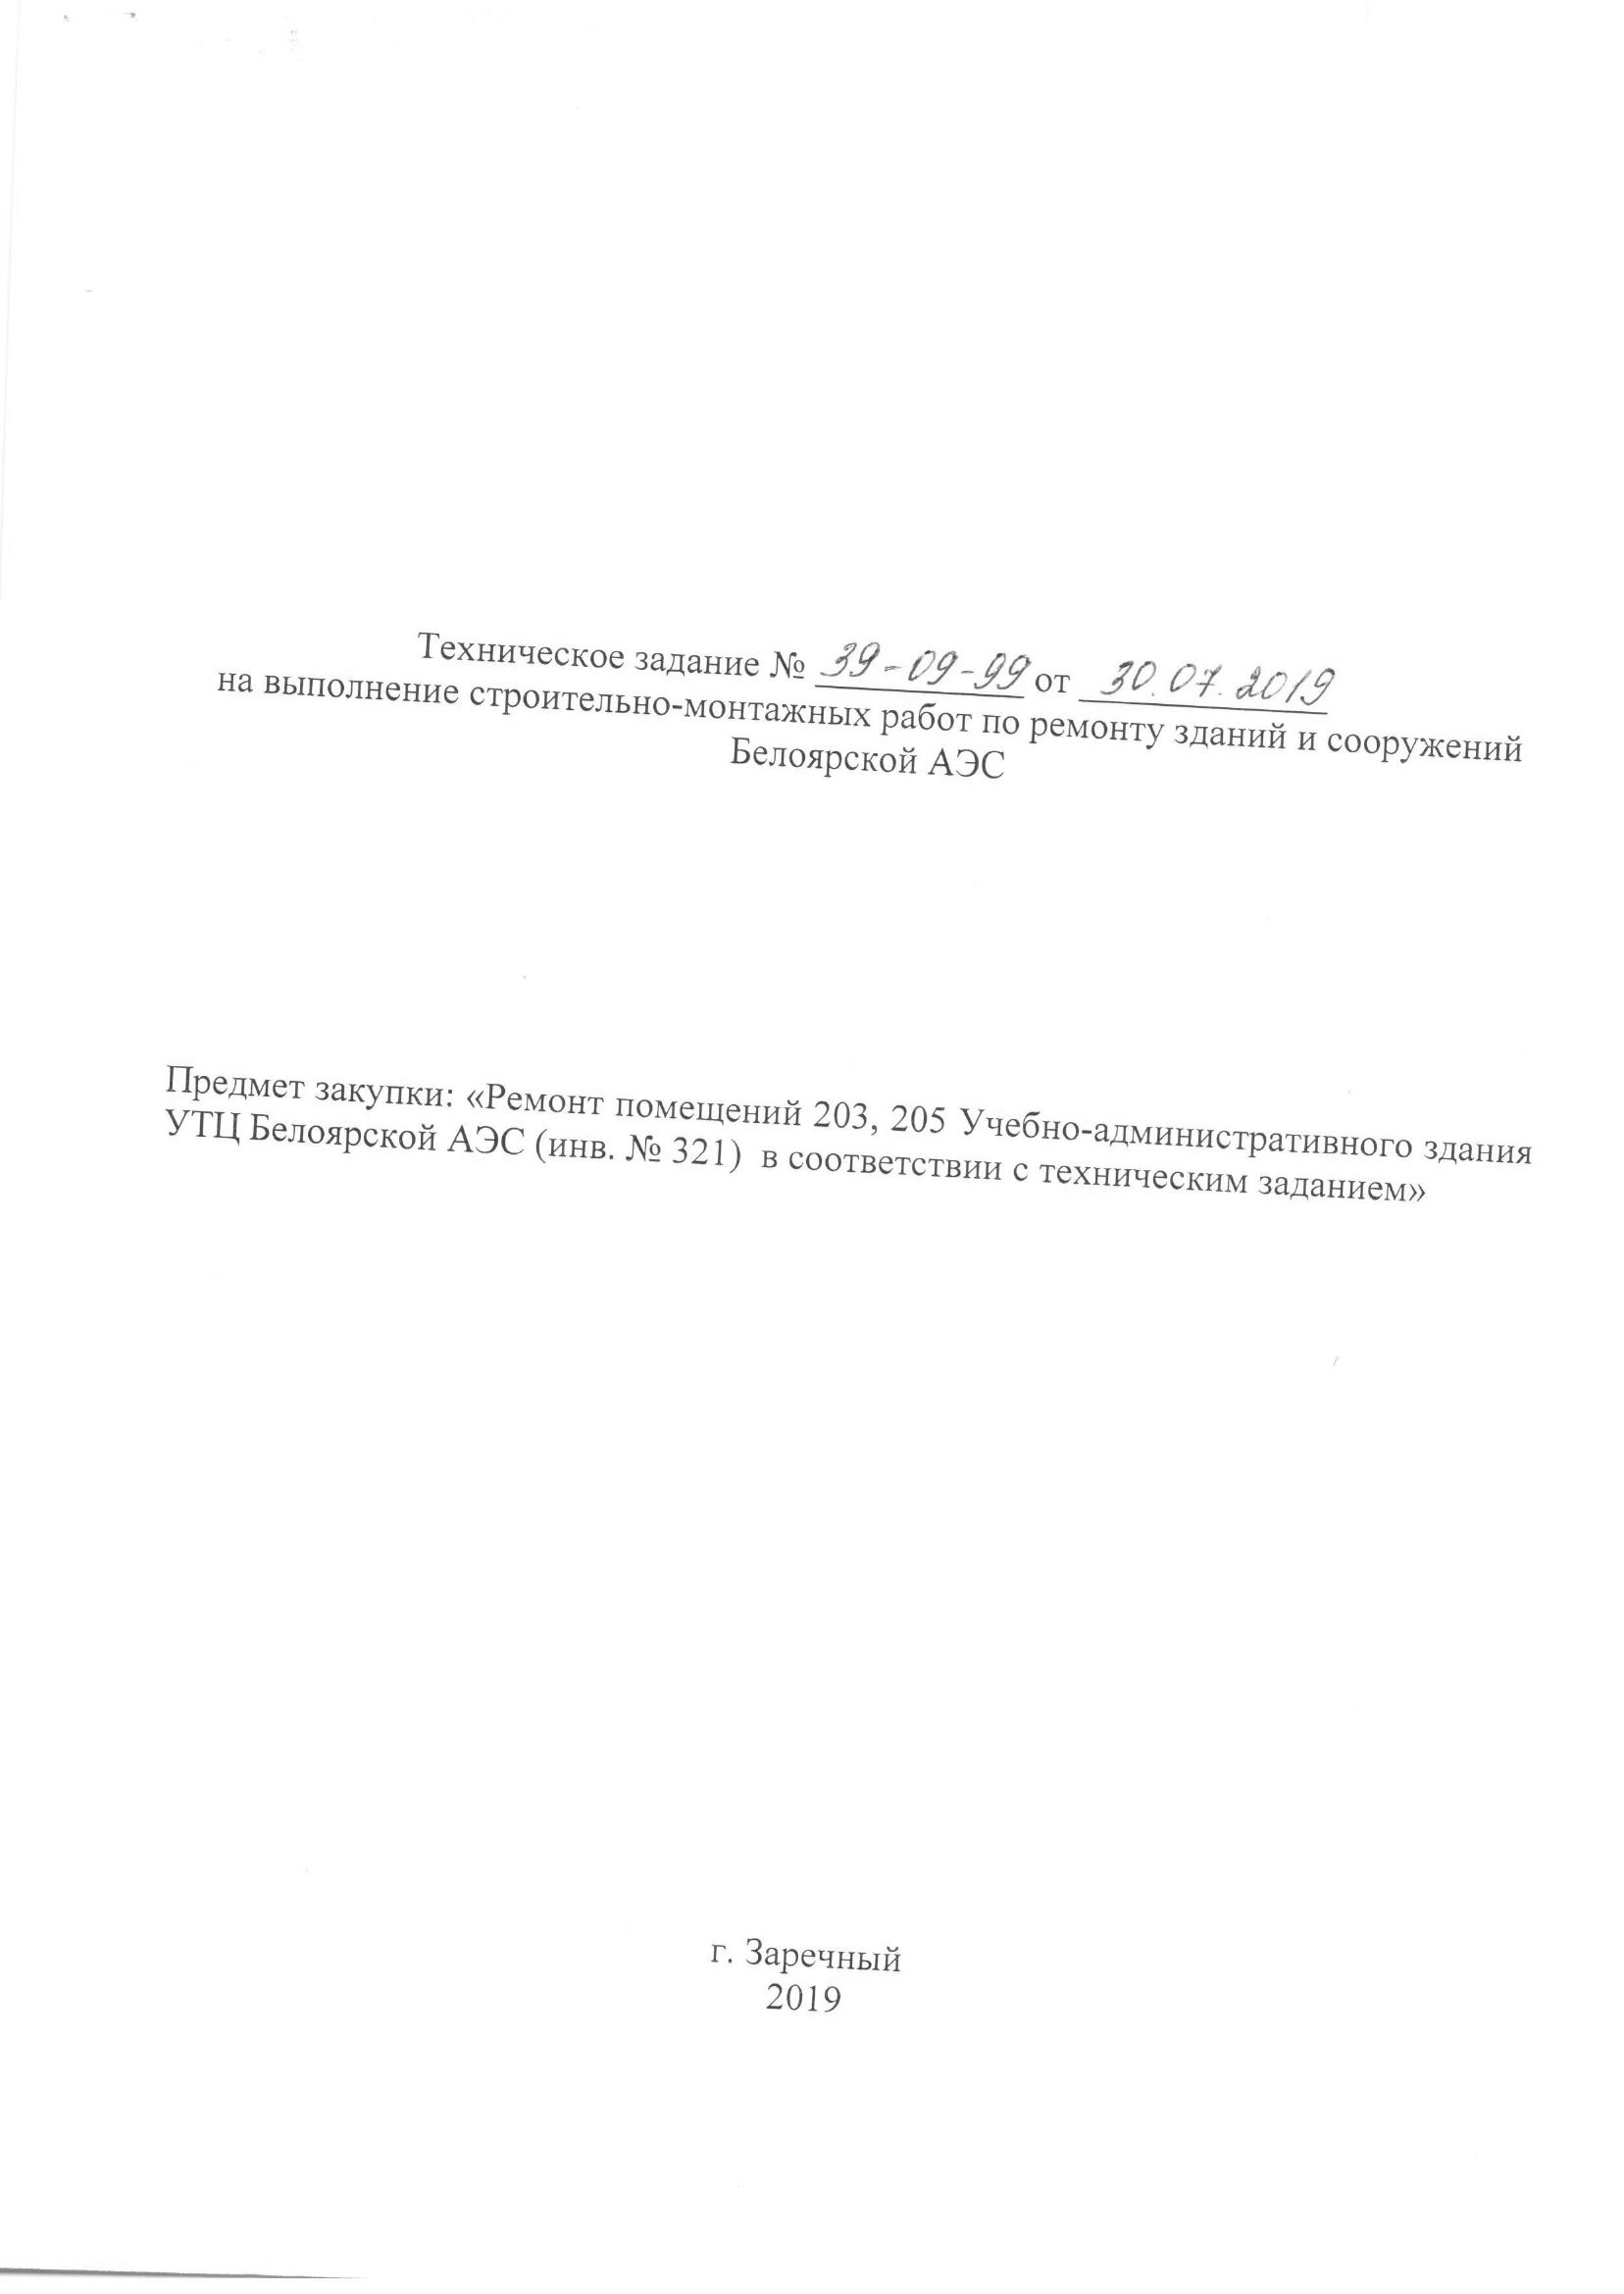 Техническое задание № 39-09-99 от 30.07.2019
на выполнение строительно-монтажных работ по ремонту зданий и сооружений
Белоярской АЭС
Предмет закупки: «Ремонт помещений 203, 205 Учебно-административного здания
УТЦ Белоярской АЭС (инв. № 321) в соответствии с техническим заданием»
г. Заречный
2019